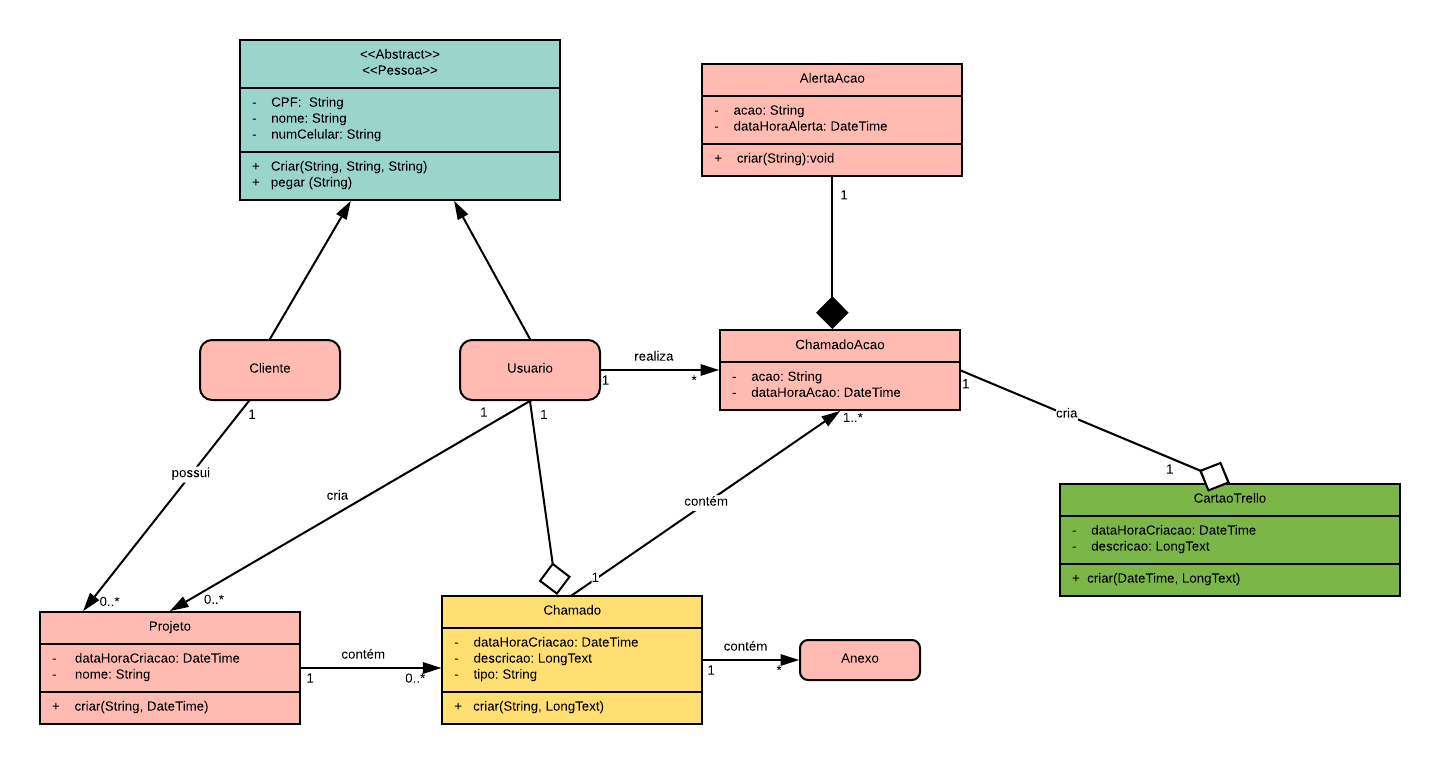 <<Abstract>>
<<Pessoa>>
- CPF: String
- nome: String
- numCelular: String
+ Criar(String, String, String)
+ pegar (String)
AlertaAcao
- acao: String
- dataHoraAlerta: DateTime
+ criar(String):void
1
Cliente
Usuario
realiza
1
*
ChamadoAcao
- acao: String
- dataHoraAcao: DateTime
1
1
1
1
1..*
cria
possui
cria
contém
1
CartaoTrello
- dataHoraCriacao: DateTime
- descricao: LongText
+ criar(DateTime, LongText)
0..*
0..*
1
Projeto
- dataHoraCriacao: DateTime
- nome: String
+ criar(String, DateTime)
contém
1
0..*
Chamado
- dataHoraCriacao: DateTime
- descricao: LongText
- tipo: String
+ criar(String, LongText)
contém
1
*
Anexo